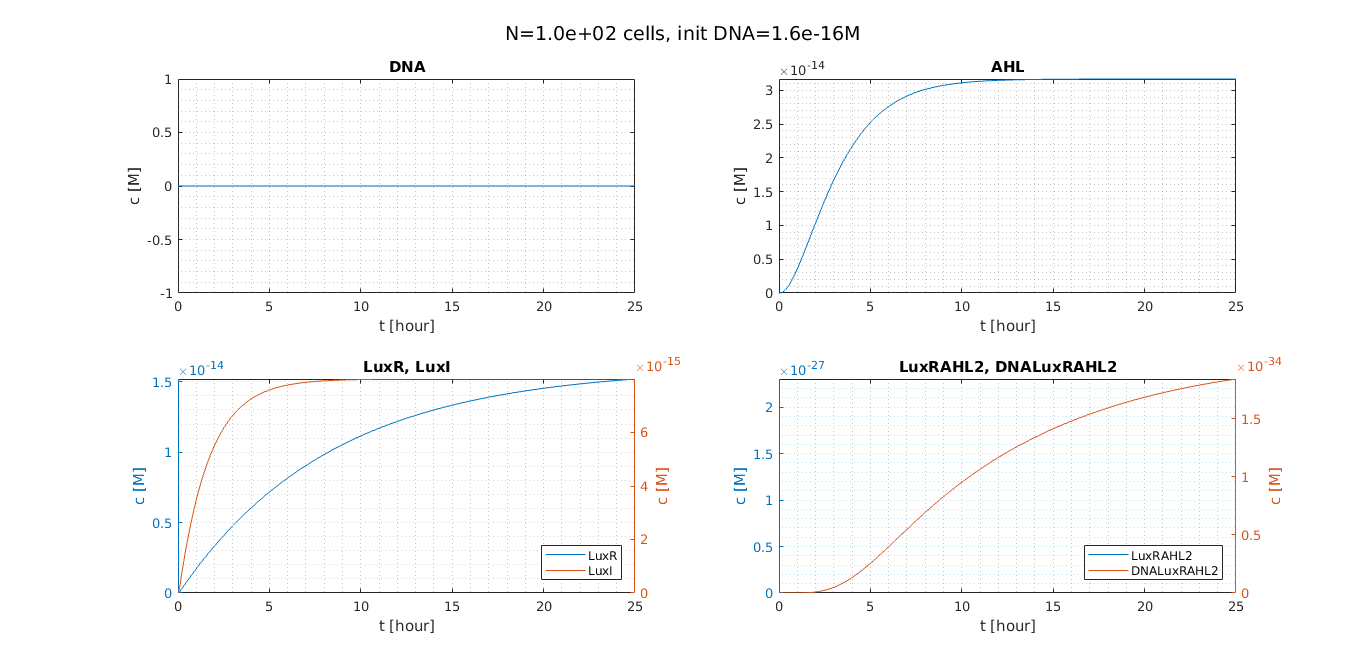 N=1.0e+02 cells, init DNA=1.6e-16M
DNA
1
0.5
0
-0.5
-1
c [M]
0 5 10 15 20 25
t [hour]
AHL
×10-14
3
2.5
2
1.5
1
0.5
0
c [M]
0 5 10 15 20 25
t [hour]
LuxR, LuxI
×10-14
1.5
1
0.5
0
c [M]
×10-15
6
4
2
0
c [M]
LuxR
LuxI
0 5 10 15 20 25
t [hour]
LuxRAHL2, DNALuxRAHL2
×10-27
2
1.5
1
0.5
0
c [M]
×10-34
1.5
1
0.5
0
c [M]
LuxRAHL2
DNALuxRAHL2
0 5 10 15 20 25
t [hour]